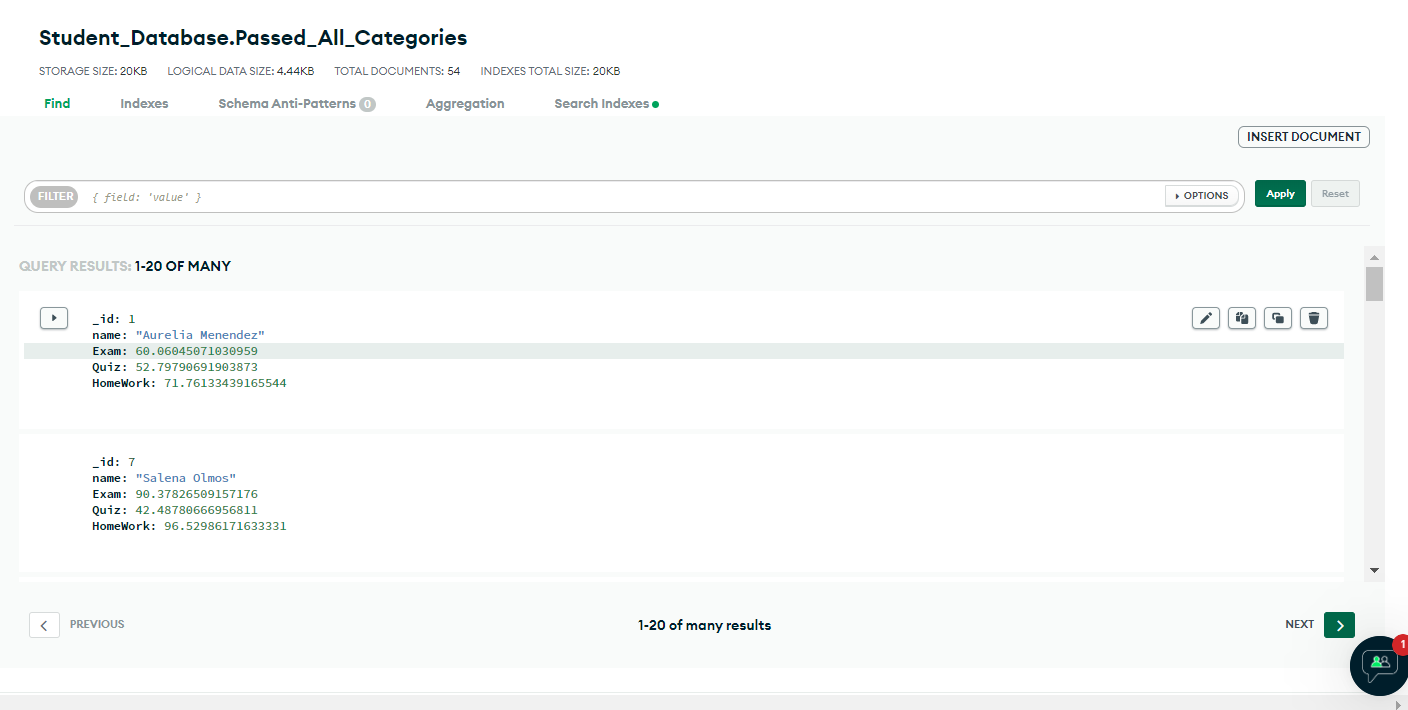 Student_Database.Passed_All_Categories
STORAGE SIZE: 20KB LOGICAL DATA SIZE: 4.44KB TOTAL DOCUMENTS: 54 INDEXES TOTAL SIZE: 20KB
Find Indexes Schema Anti-Patterns 0 Aggregation Search Indexes
INSERT DOCUMENT
FILTER { field: 'value' } OPTIONS Apply Reset
QUERY RESULTS: 1-20 OF MANY
_id: 1
name: "Aurelia Menendez"
Exam: 60.06045071030959
Quiz: 52.79790691903873
HomeWork: 71.76133439165544
_id: 7
name: "Salena Olmos"
Exam: 90.37826509157176
Quiz: 42.48780666956811
HomeWork: 96.52986171633331
PREVIOUS 1-20 of many results NEXT
1